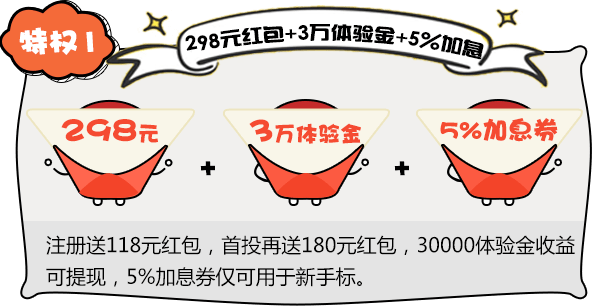 特权1
298元红包+3万体验金+5%加息
298元
+
3万体验金
+
5%加息券
注册送118元红包，首投再送180元红包，30000体验金收益
可提现，5%加息券仅可用于新手标。